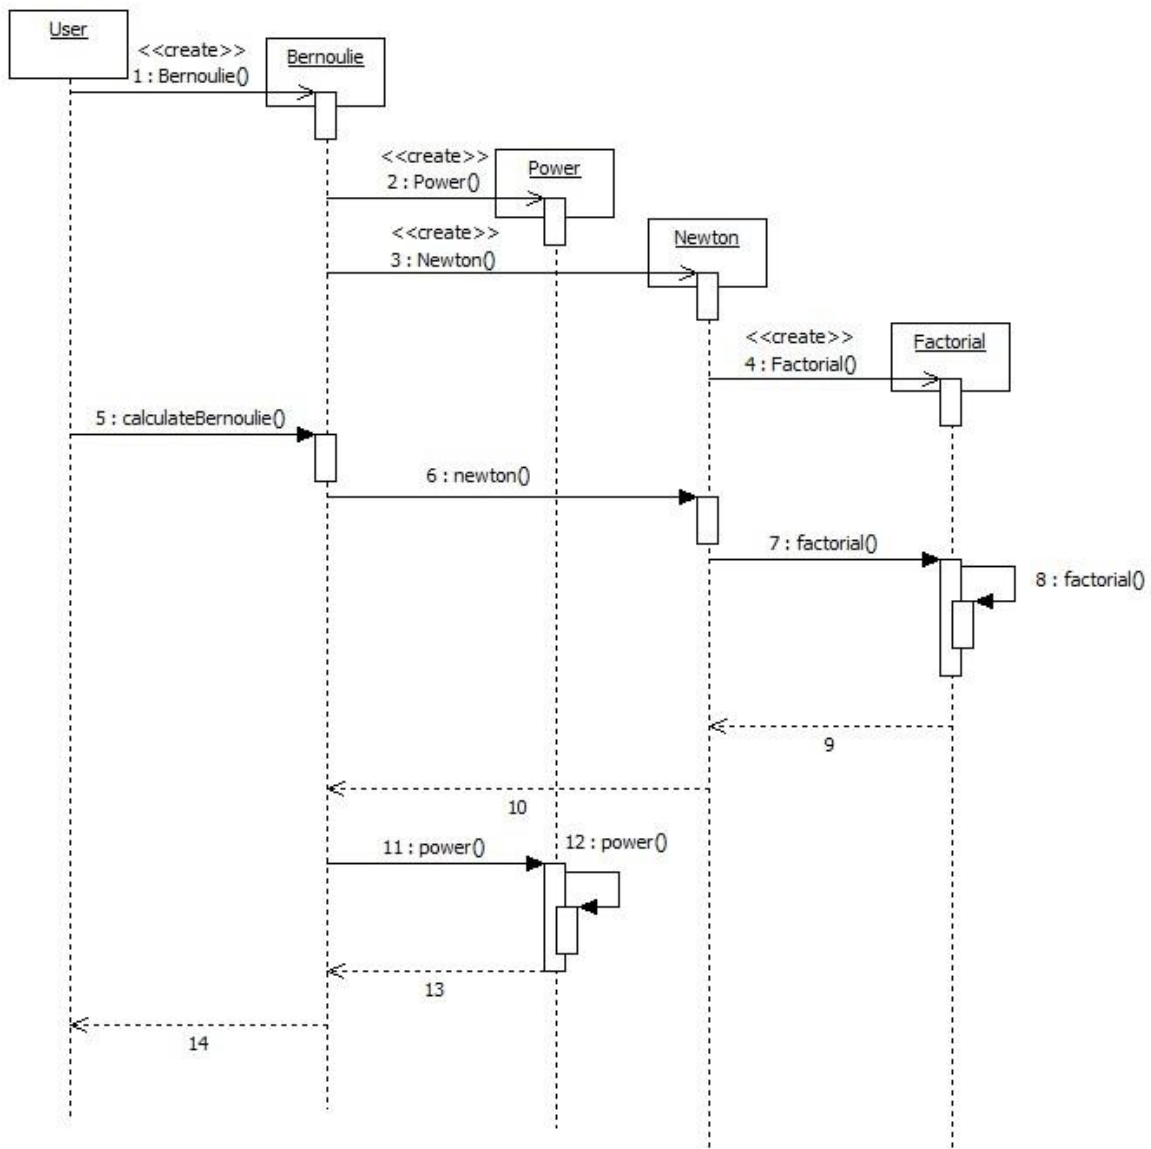 User
<<create>>
1 : Bernoulie()
Bernoulie
<<create>>
2 : Power()
Power
<<create>>
3 : Newton()
Newton
<<create>>
4 : Factorial()
Factorial
5 : calculateBernoulie()
6 : newton()
7 : factorial()
8 : factorial()
9
10
11 : power()
12 : power()
13
14